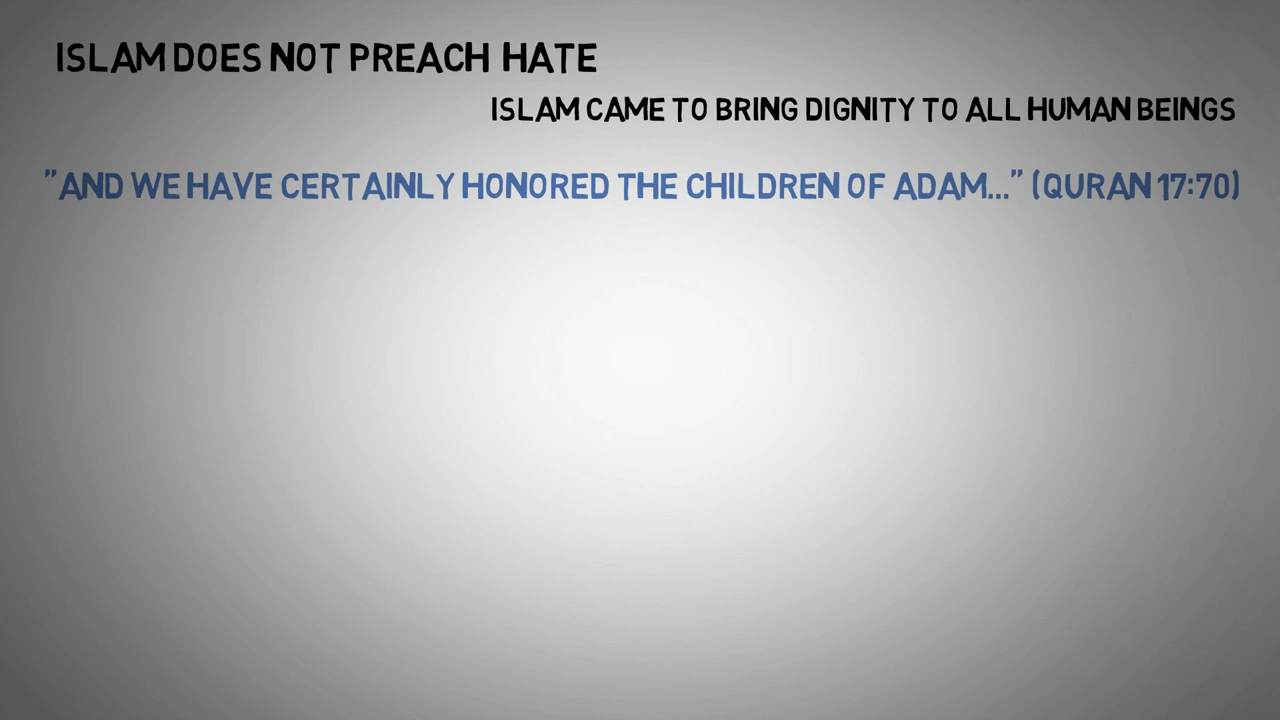 ISLAM DOES NOT PREACH HATE
ISLAM CAME TO BRING DIGNITY TO ALL HUMAN BEINGS
”AND WE HAVE CERTAINLY HONORED THE CHILDREN OF ADAM...” (QURAN 17:70)